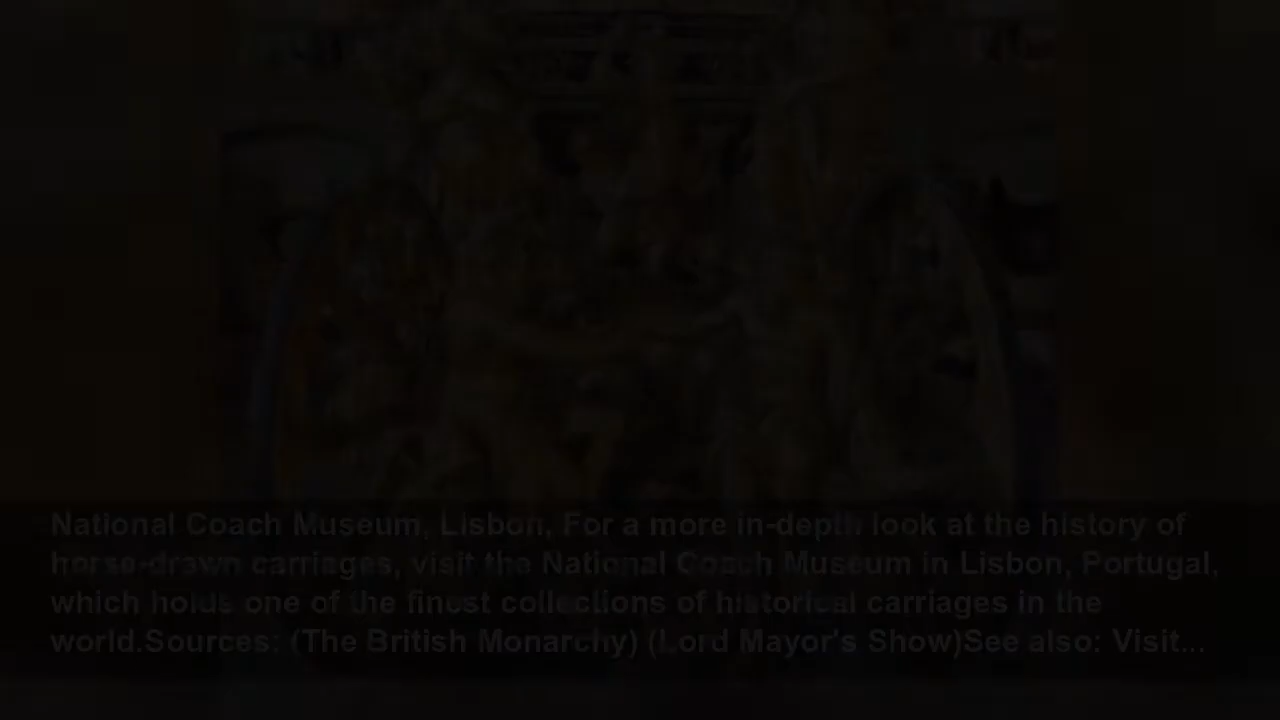 National Coach Museum, Lisbon, For a more in-depth look at the history of
horse-drawn carriages, visit the National Coach Museum in Lisbon, Portugal,
which holds one of the finest collections of historical carriages in the
world.Sources: (The British Monarchy) (Lord Mayor's Show)See also: Visit...